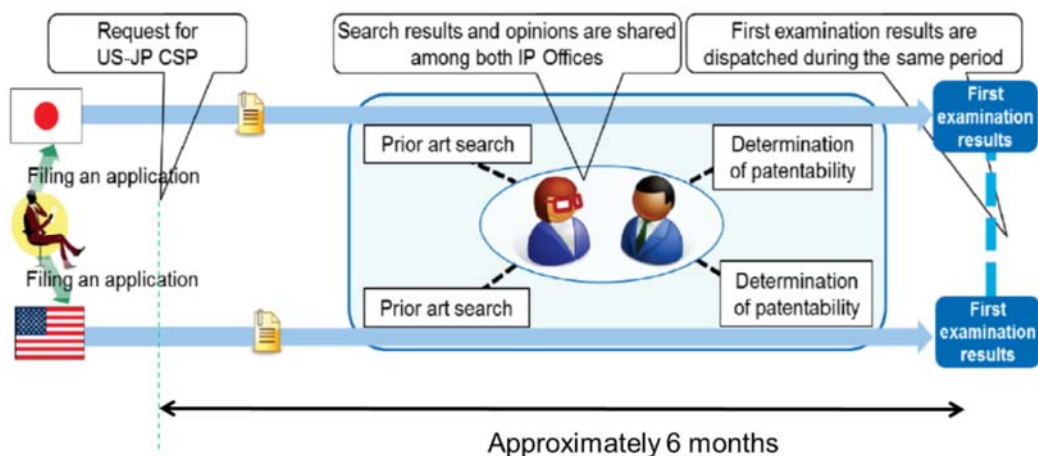 Request for
US-JP CSP
Search results and opinions are shared
among both IP Offices
First examination results are
dispatched during the same period
First
examination
results
Prior art search
Determination
of patentability
Filing an application
Filing an application
Prior art search
Determination
of patentability
First
examination
results
Approximately 6 months